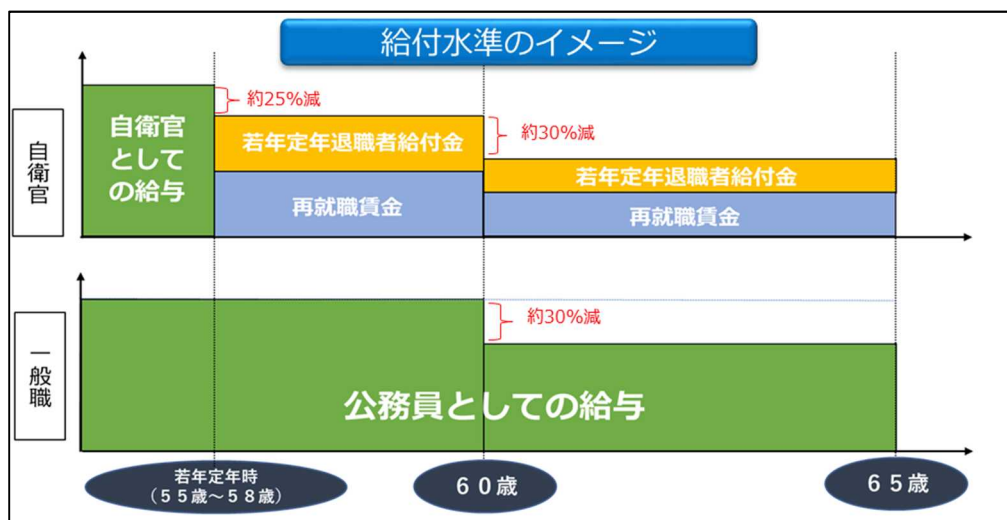 給付水準のイメージ
自衛官
約25%減
自衛官
として
の給与
若年定年退職者給付金
約30%減
若年定年退職者給付金
再就職賃金
再就職賃金
一般職
約30%減
公務員としての給与
若年定年時
（５５歳～５８歳）
６０歳
６５歳